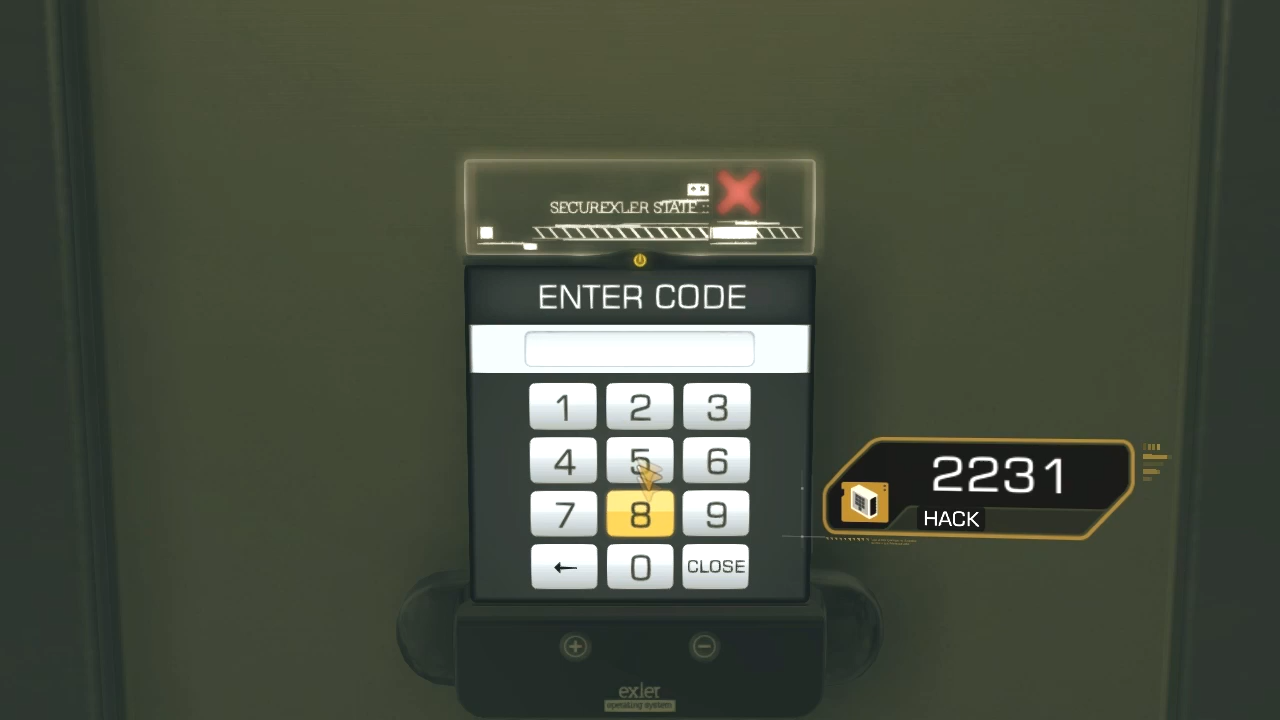 SECUREXLER STATE ::
ENTER CODE
1 2 3
4 5 6
7 8 9
← 0 CLOSE
2231
HACK
exler
operating system